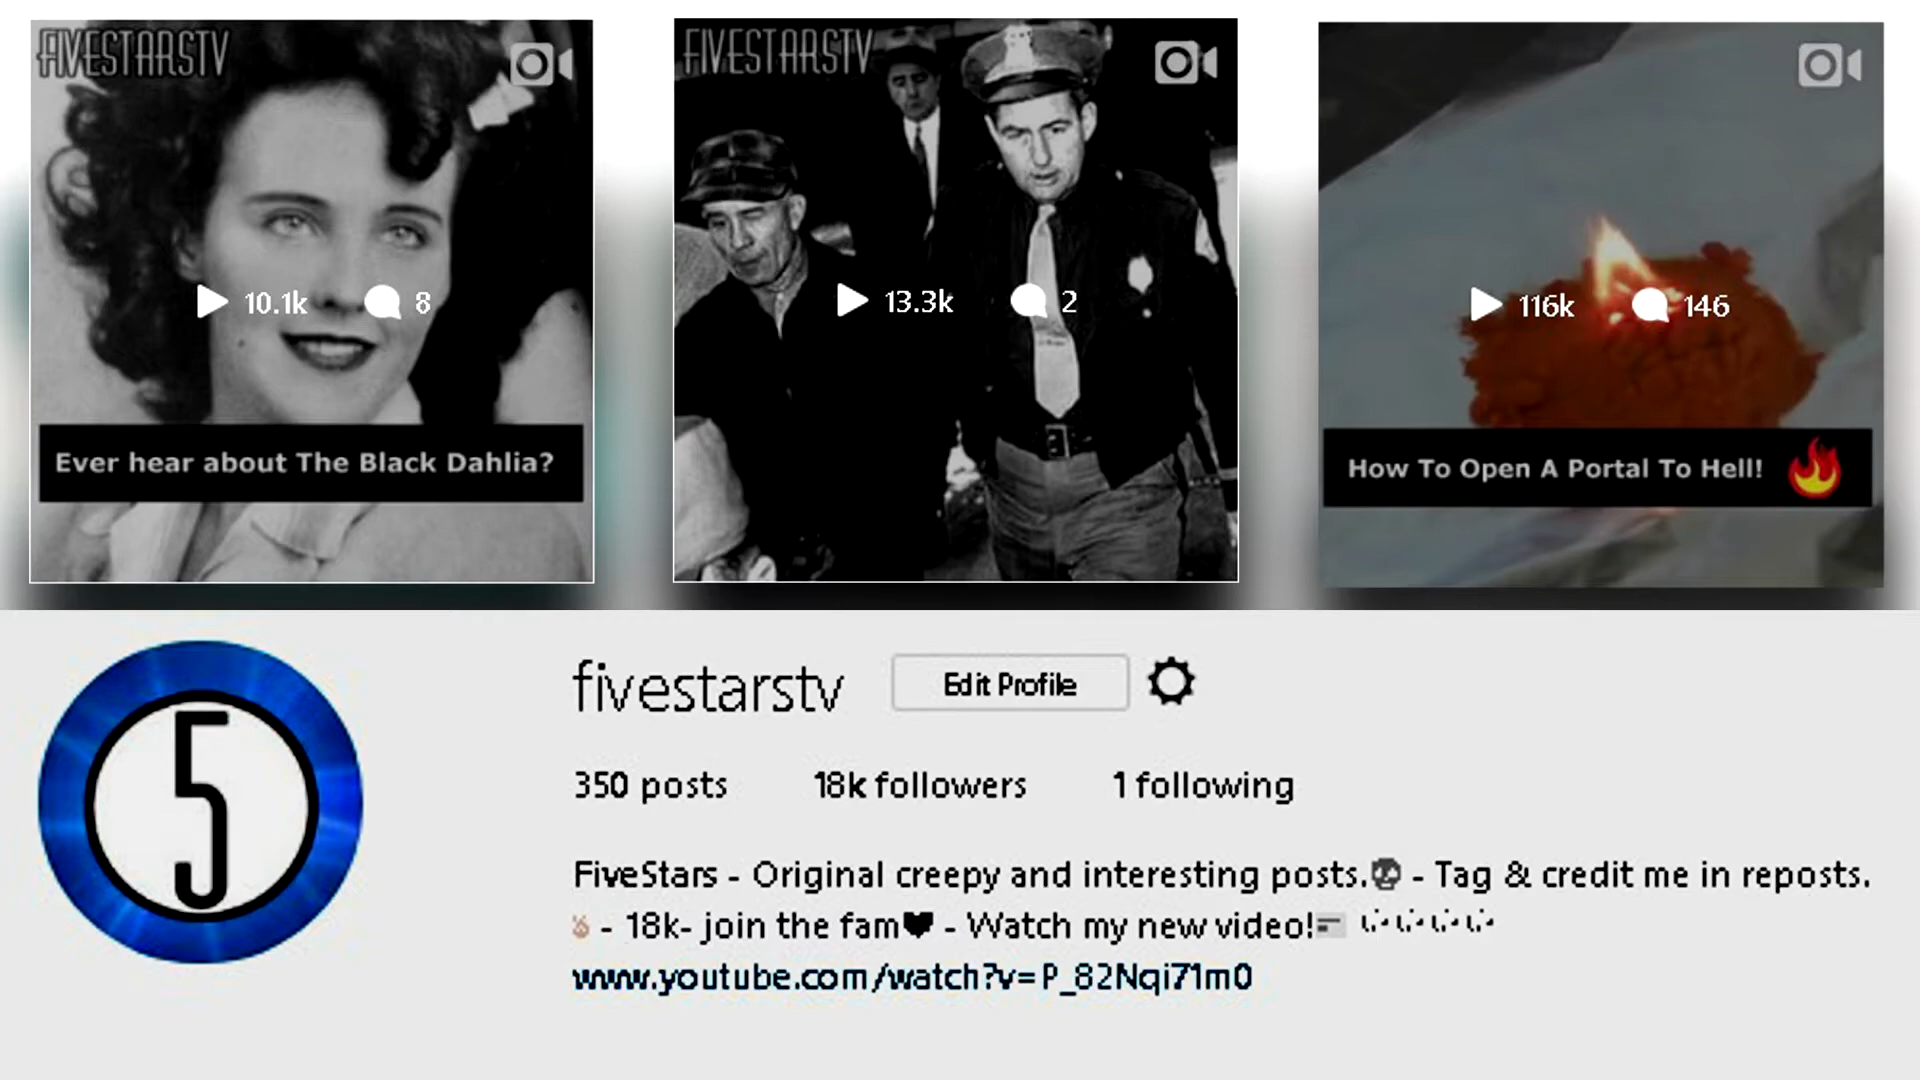 FIVESTARSTV
10.1k 8
Ever hear about The Black Dahlia?
FIVESTARSTV
13.3k 2
116k 146
How To Open A Portal To Hell! 🔥
5
fivestarstv Edit Profile
350 posts 18k followers 1 following
FiveStars - Original creepy and interesting posts.💀 - Tag & credit me in reposts.
👌🏼 - 18k- join the fam🖤 - Watch my new video!
www.youtube.com/watch?v=P_82Nqi71m0